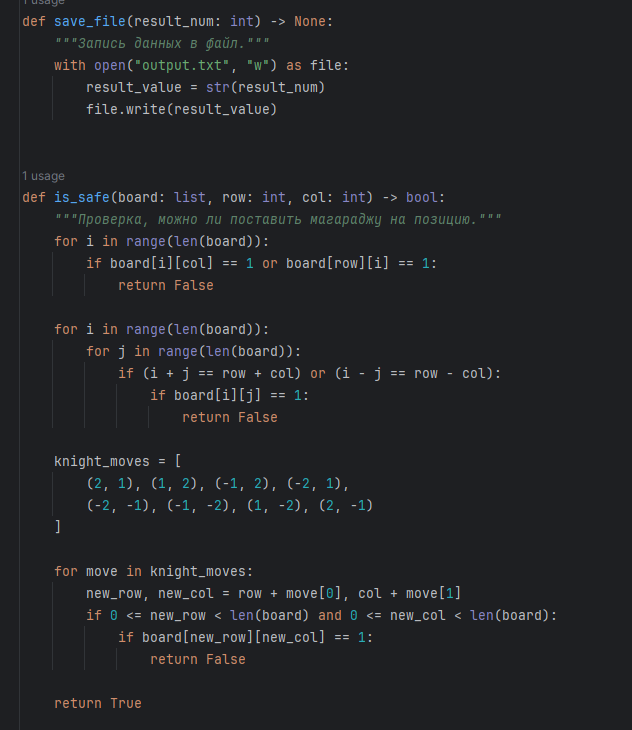 1 usage
def save_file(result_num: int) -> None:
    """Запись данных в файл."""
    with open("output.txt", "w") as file:
        result_value = str(result_num)
        file.write(result_value)
1 usage
def is_safe(board: list, row: int, col: int) -> bool:
    """Проверка, можно ли поставить магараджу на позицию."""
    for i in range(len(board)):
        if board[i][col] == 1 or board[row][i] == 1:
            return False
    for i in range(len(board)):
        for j in range(len(board)):
            if (i + j == row + col) or (i - j == row - col):
                if board[i][j] == 1:
                    return False
    knight_moves = [
        (2, 1), (1, 2), (-1, 2), (-2, 1),
        (-2, -1), (-1, -2), (1, -2), (2, -1)
    ]
    for move in knight_moves:
        new_row, new_col = row + move[0], col + move[1]
        if 0 <= new_row < len(board) and 0 <= new_col < len(board):
            if board[new_row][new_col] == 1:
                return False
    return True